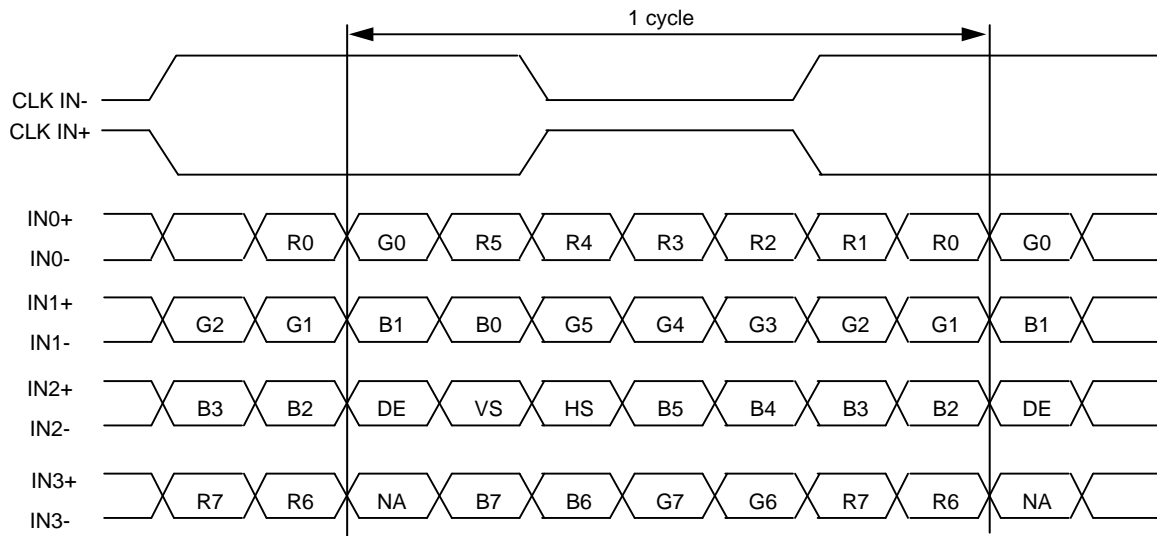 1 cycle
CLK IN-
CLK IN+
IN0+
R0 G0 R5 R4 R3 R2 R1 R0 G0
IN0-
IN1+
G2 G1 B1 B0 G5 G4 G3 G2 G1 B1
IN1-
IN2+
B3 B2 DE VS HS B5 B4 B3 B2 DE
IN2-
IN3+
R7 R6 NA B7 B6 G7 G6 R7 R6 NA
IN3-